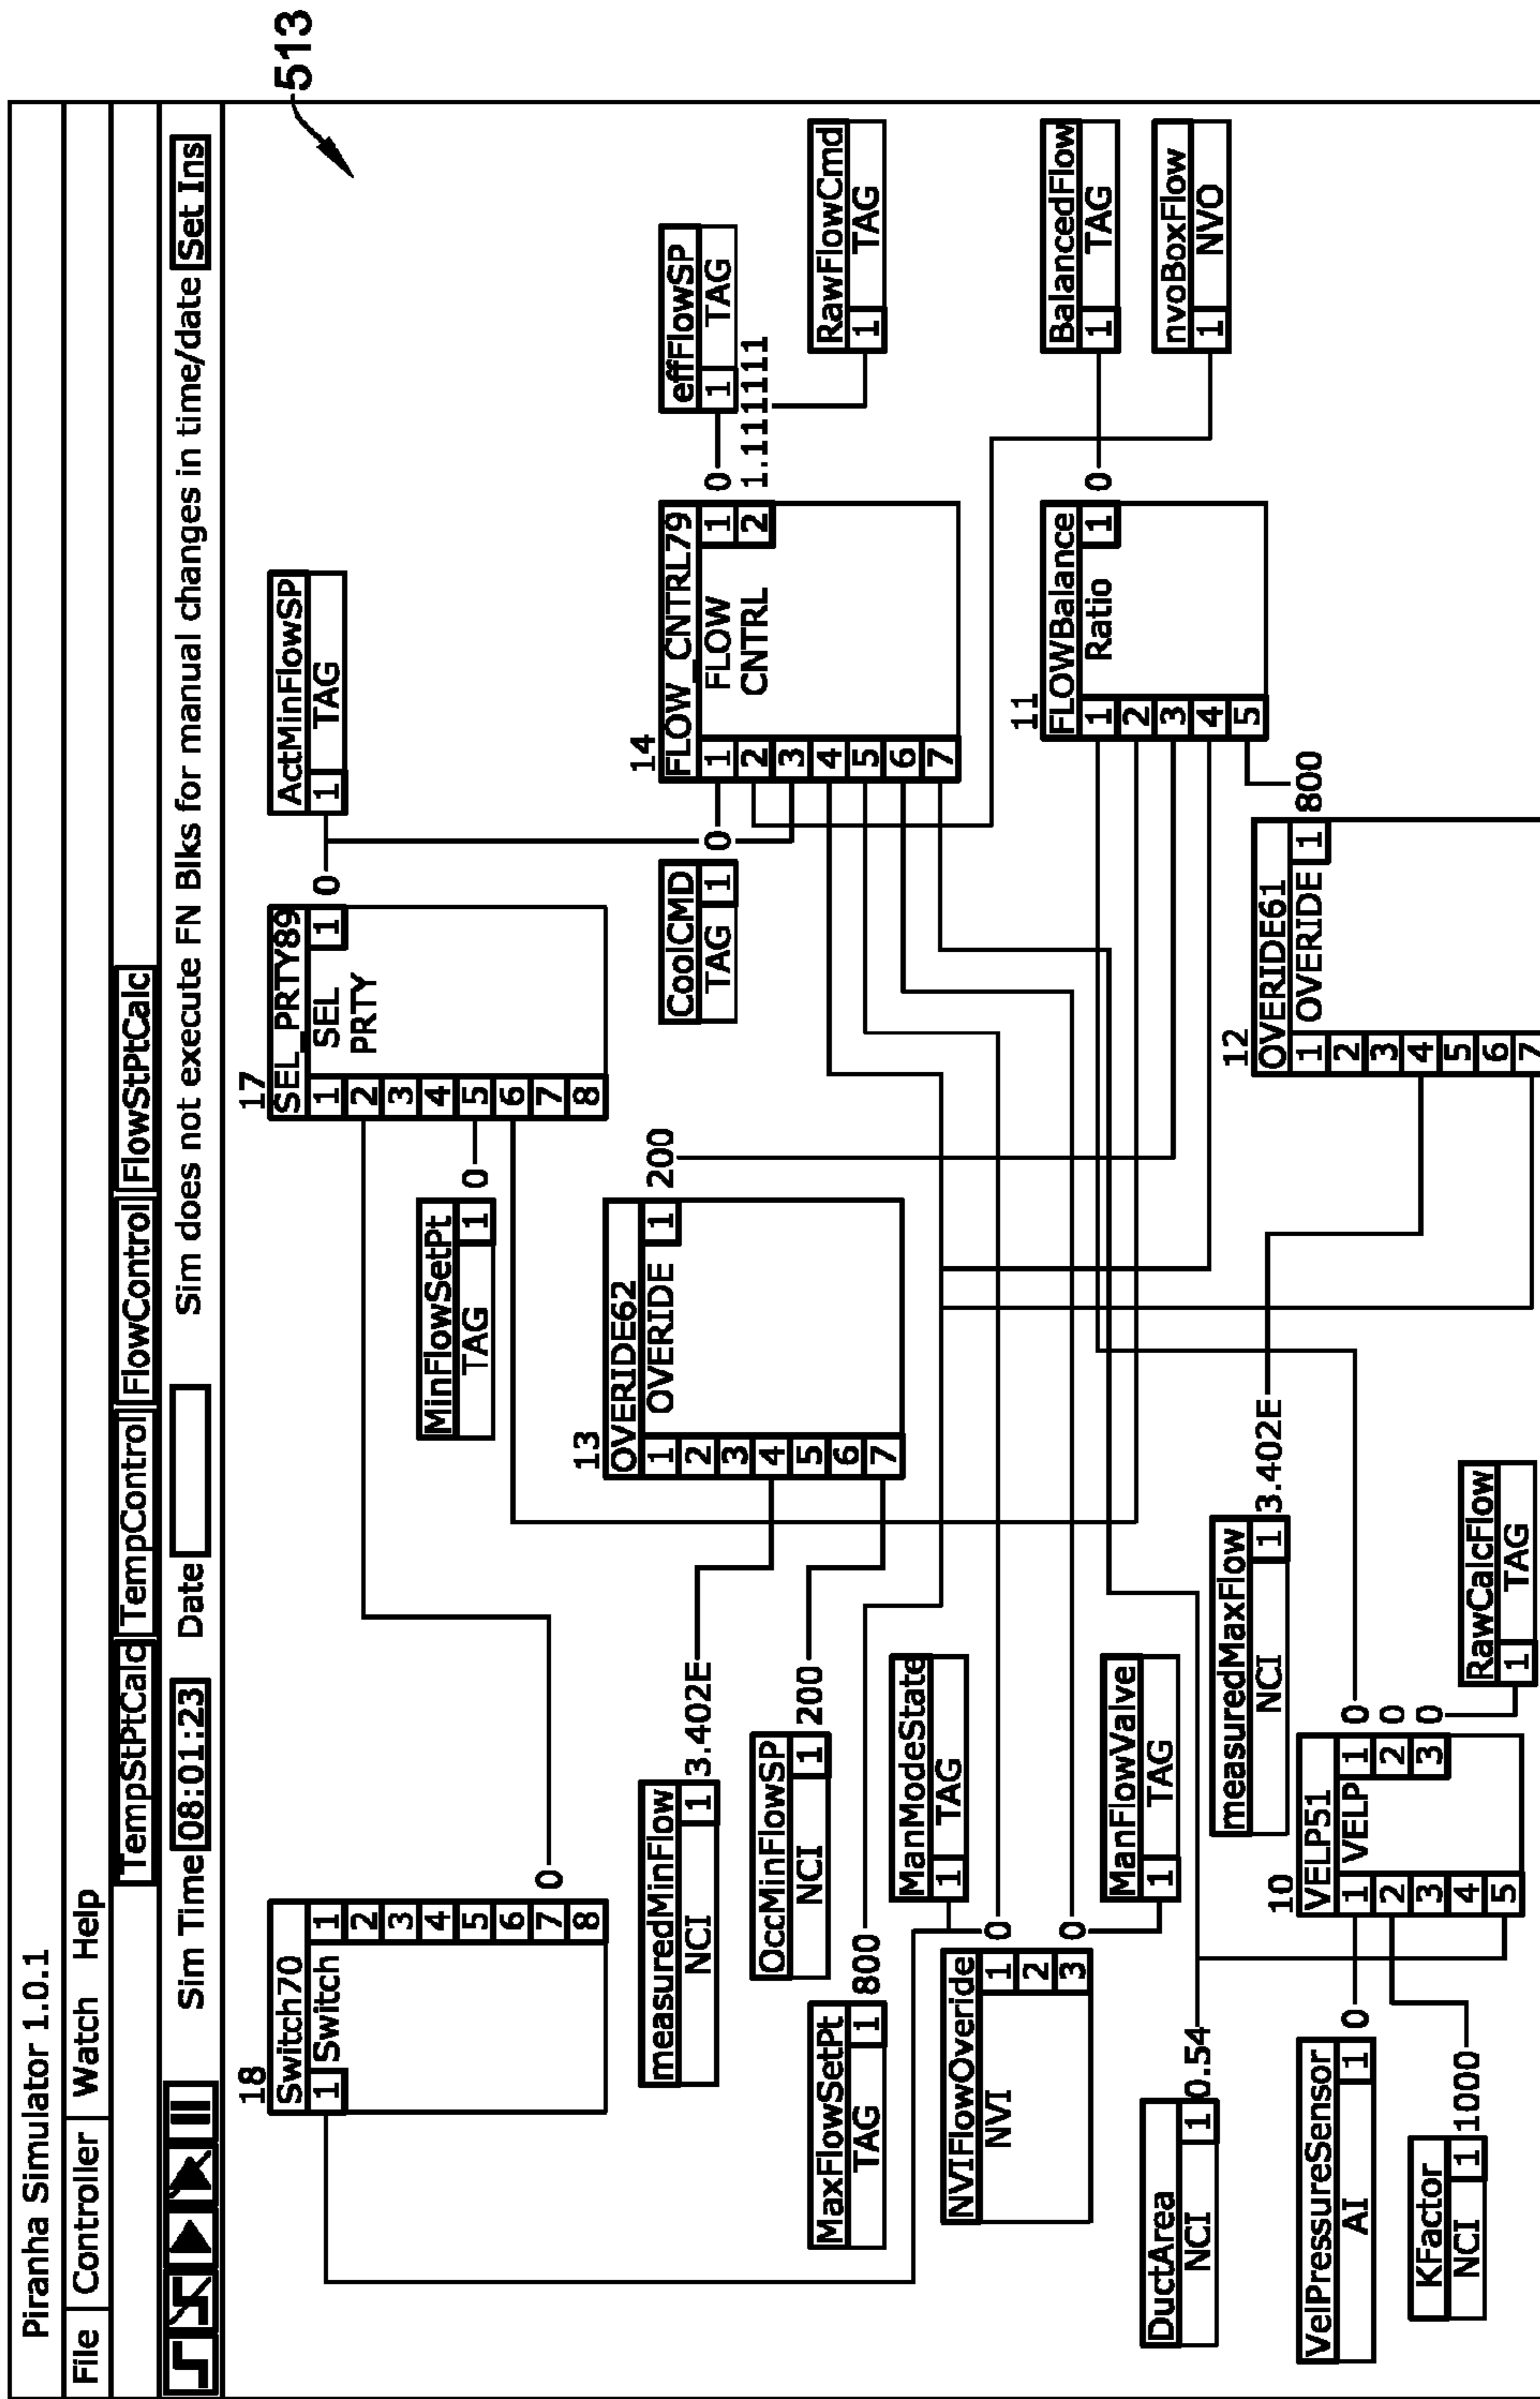 Piranha Simulator 1.0.1
File Controller Watch Help
TempStPtCalc TempControl FlowControl FlowStPtCalc
Sim Time 08:01:23 Date Sim does not execute FN Blks for manual changes in time/date Set Ins
513
18
Switch70
1 Switch 1
2
3
4
5
6
7 0
8
17
SEL_PRTY89
1 SEL 1 0
2 PRTY
3
4
5
6
7
8
ActMinFlowSP
1 TAG
MinFlowSetPt
TAG 1 0
measuredMinFlow
NCI 1 3.402E
OccMinFlowSP
NCI 1 200
13
OVERIDE62
1 OVERIDE 1 200
2
3
4
5
6
7
CoolCMD
TAG 1 0
14
FLOW_CNTRL79
1 FLOW 1 0
2 CNTRL 2 1.111111
3
4
5
6
7
effFlowSP
1 TAG
RawFlowCmd
1 TAG
MaxFlowSetPt
TAG 1 800
ManModeState
1 TAG
NVIFlowOveride
NVI 1 0
2
3 0
ManFlowValve
1 TAG
11
FLOWBalance
1 Ratio 1 0
2
3
4
5
BalancedFlow
1 TAG
nvoBoxFlow
1 NVO
DuctArea
NCI 1 0.54
measuredMaxFlow
NCI 1 3.402E
12
OVERIDE61
1 OVERIDE 1 800
2
3
4
5
6
7
VelPressureSensor
AI 1 0
KFactor
NCI 1 1000
10
VELP51
1 VELP 1 0
2 2 0
3 3 0
4
5
RawCalcFlow
1 TAG